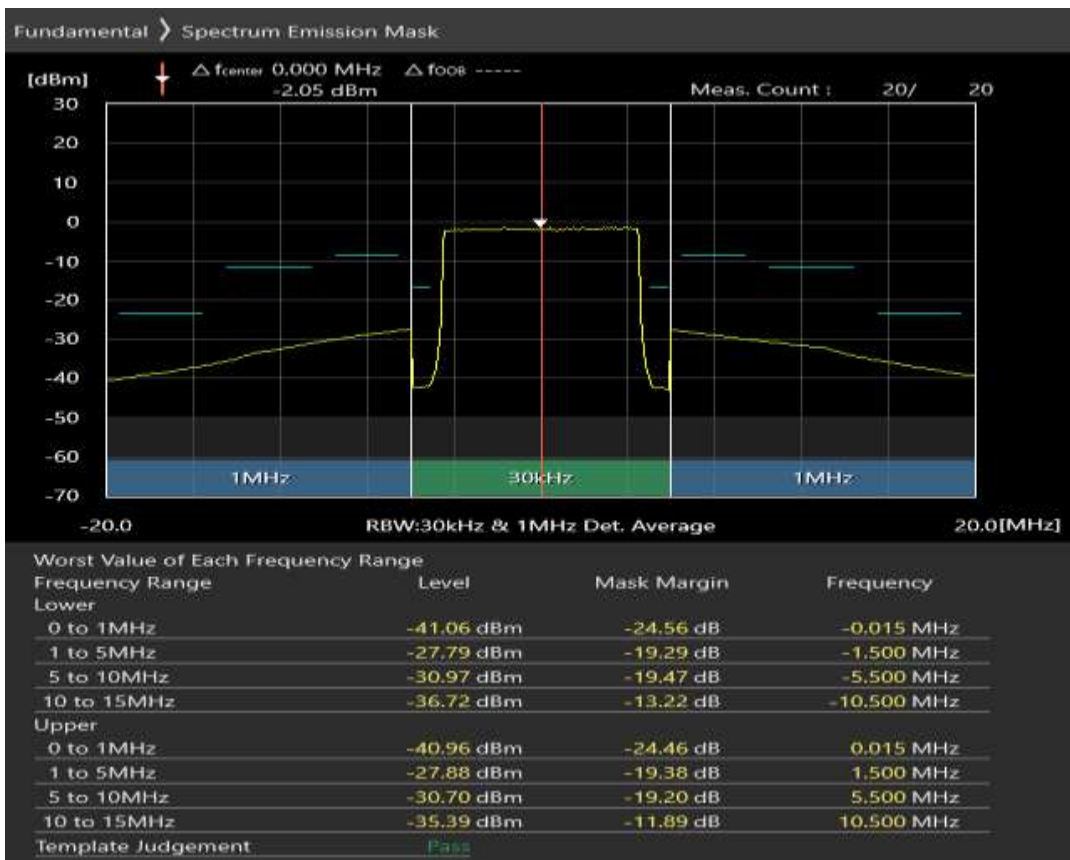 Fundamental ❯ Spectrum Emission Mask
[dBm] △ fcenter 0.000 MHz △ fOOB -----
-2.05 dBm Meas. Count : 20/ 20
30
20
10
0
-10
-20
-30
-40
-50
-60
1MHz 30kHz 1MHz
-70
-20.0 RBW:30kHz & 1MHz Det. Average 20.0[MHz]
Worst Value of Each Frequency Range
Frequency Range Level Mask Margin Frequency
Lower
0 to 1MHz -41.06 dBm -24.56 dB -0.015 MHz
1 to 5MHz -27.79 dBm -19.29 dB -1.500 MHz
5 to 10MHz -30.97 dBm -19.47 dB -5.500 MHz
10 to 15MHz -36.72 dBm -13.22 dB -10.500 MHz
Upper
0 to 1MHz -40.96 dBm -24.46 dB 0.015 MHz
1 to 5MHz -27.88 dBm -19.38 dB 1.500 MHz
5 to 10MHz -30.70 dBm -19.20 dB 5.500 MHz
10 to 15MHz -35.39 dBm -11.89 dB 10.500 MHz
Template Judgement Pass